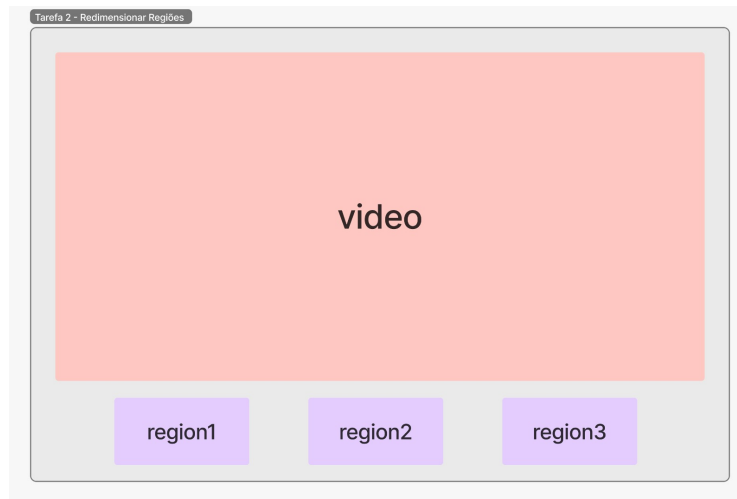 Tarefa 2 - Redimensionar Regiões
video
region1
region2
region3